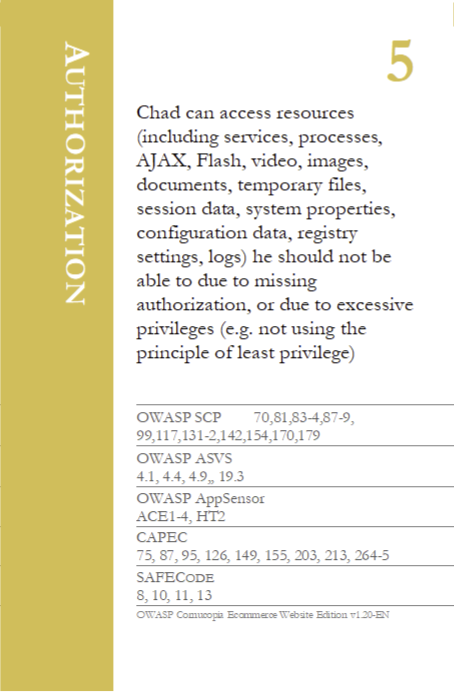 AUTHORIZATION
5
Chad can access resources
(including services, processes,
AJAX, Flash, video, images,
documents, temporary files,
session data, system properties,
configuration data, registry
settings, logs) he should not be
able to due to missing
authorization, or due to excessive
privileges (e.g. not using the
principle of least privilege)
OWASP SCP 70,81,83-4,87-9,
99,117,131-2,142,154,170,179
OWASP ASVS
4.1, 4.4, 4.9,, 19.3
OWASP AppSensor
ACE1-4, HT2
CAPEC
75, 87, 95, 126, 149, 155, 203, 213, 264-5
SAFECODE
8, 10, 11, 13
OWASP Cornucopia Ecommerce Website Edition v1.20-EN